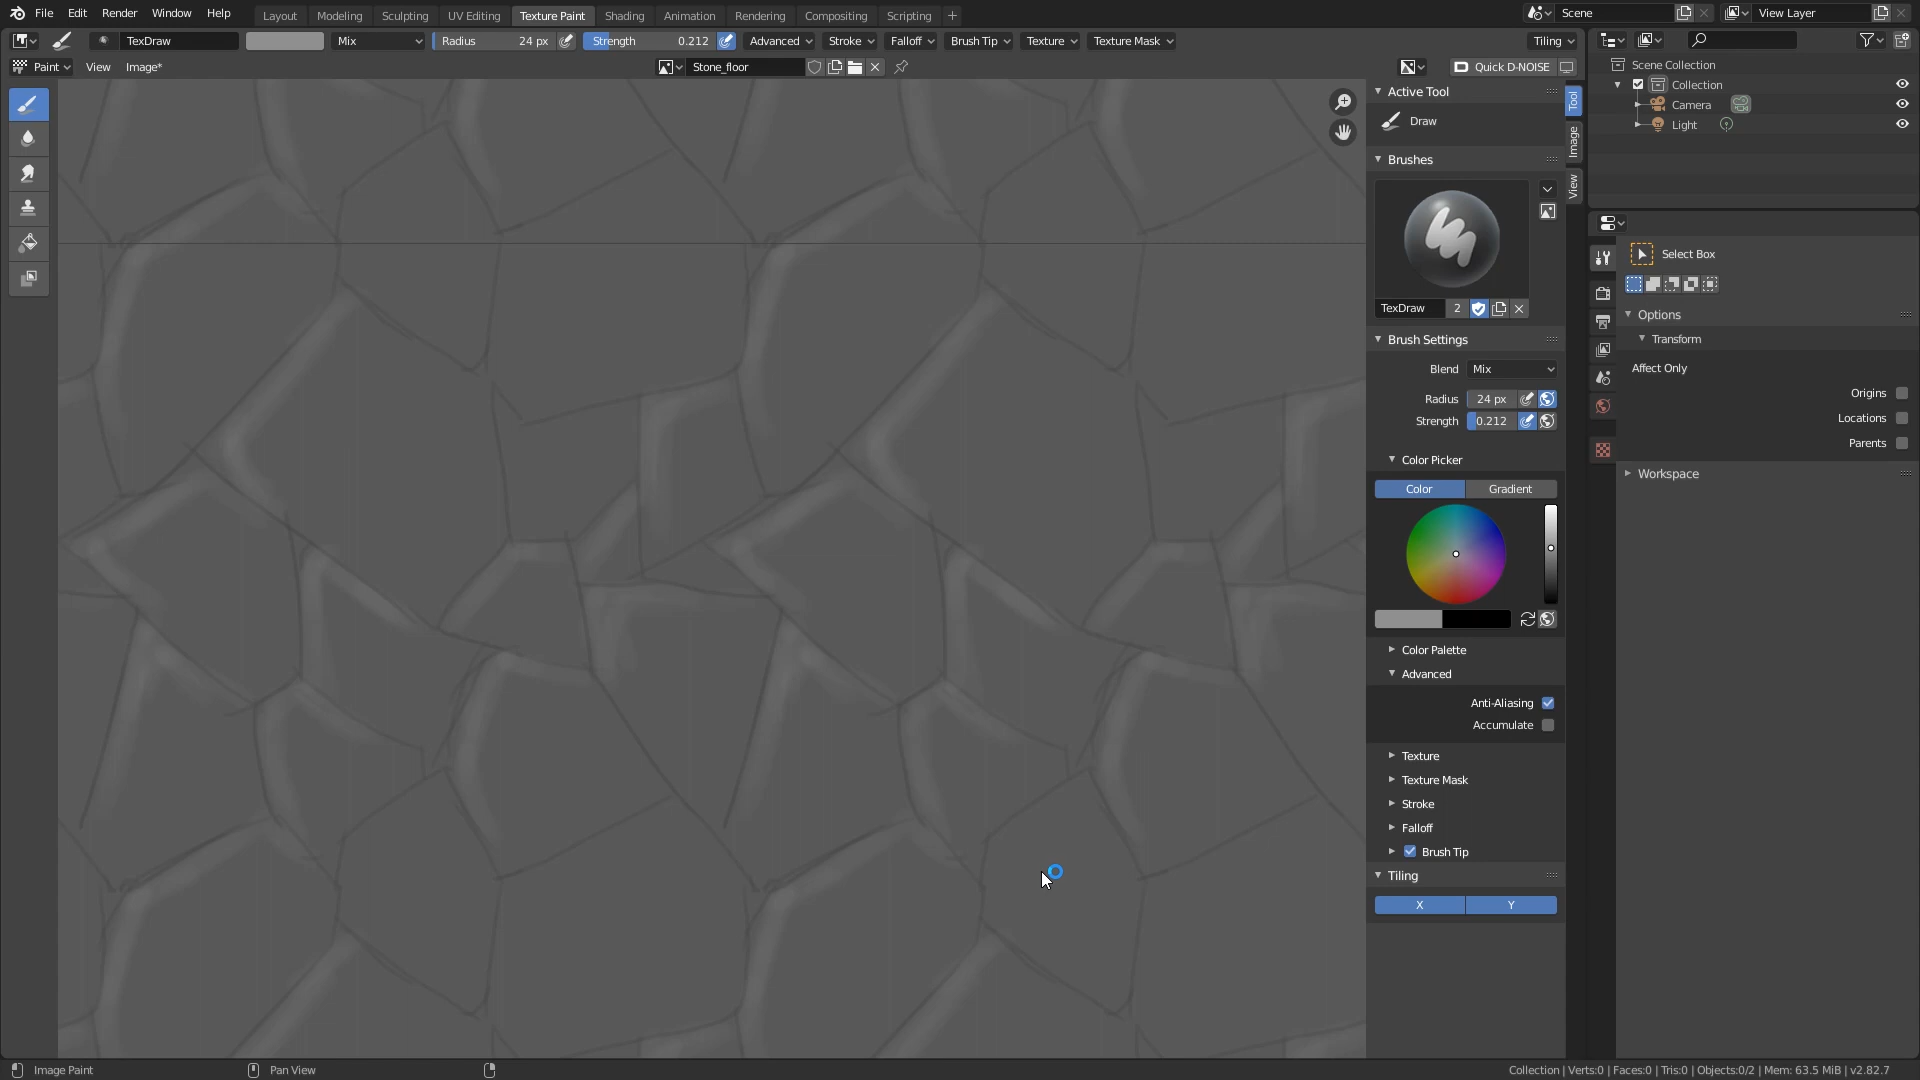 File Edit Render Window Help Layout Modeling Sculpting UV Editing Texture Paint Shading Animation Rendering Compositing Scripting + Scene View Layer
TexDraw Mix Radius 24 px Strength 0.212 Advanced Stroke Falloff Brush Tip Texture Texture Mask Tiling
Paint View Image* Stone_floor Quick D-NOISE
Scene Collection
Collection
Camera
Light
Active Tool
Draw
Brushes
TexDraw 2
Brush Settings
Blend Mix
Radius 24 px
Strength 0.212
Color Picker
Color Gradient
Color Palette
Advanced
Anti-Aliasing
Accumulate
Texture
Texture Mask
Stroke
Falloff
Brush Tip
Tiling
X Y
Tool
Image
View
Select Box
Options
Transform
Affect Only
Origins
Locations
Parents
Workspace
Image Paint Pan View Collection | Verts:0 | Faces:0 | Tris:0 | Objects:0/2 | Mem: 63.5 MiB | v2.82.7